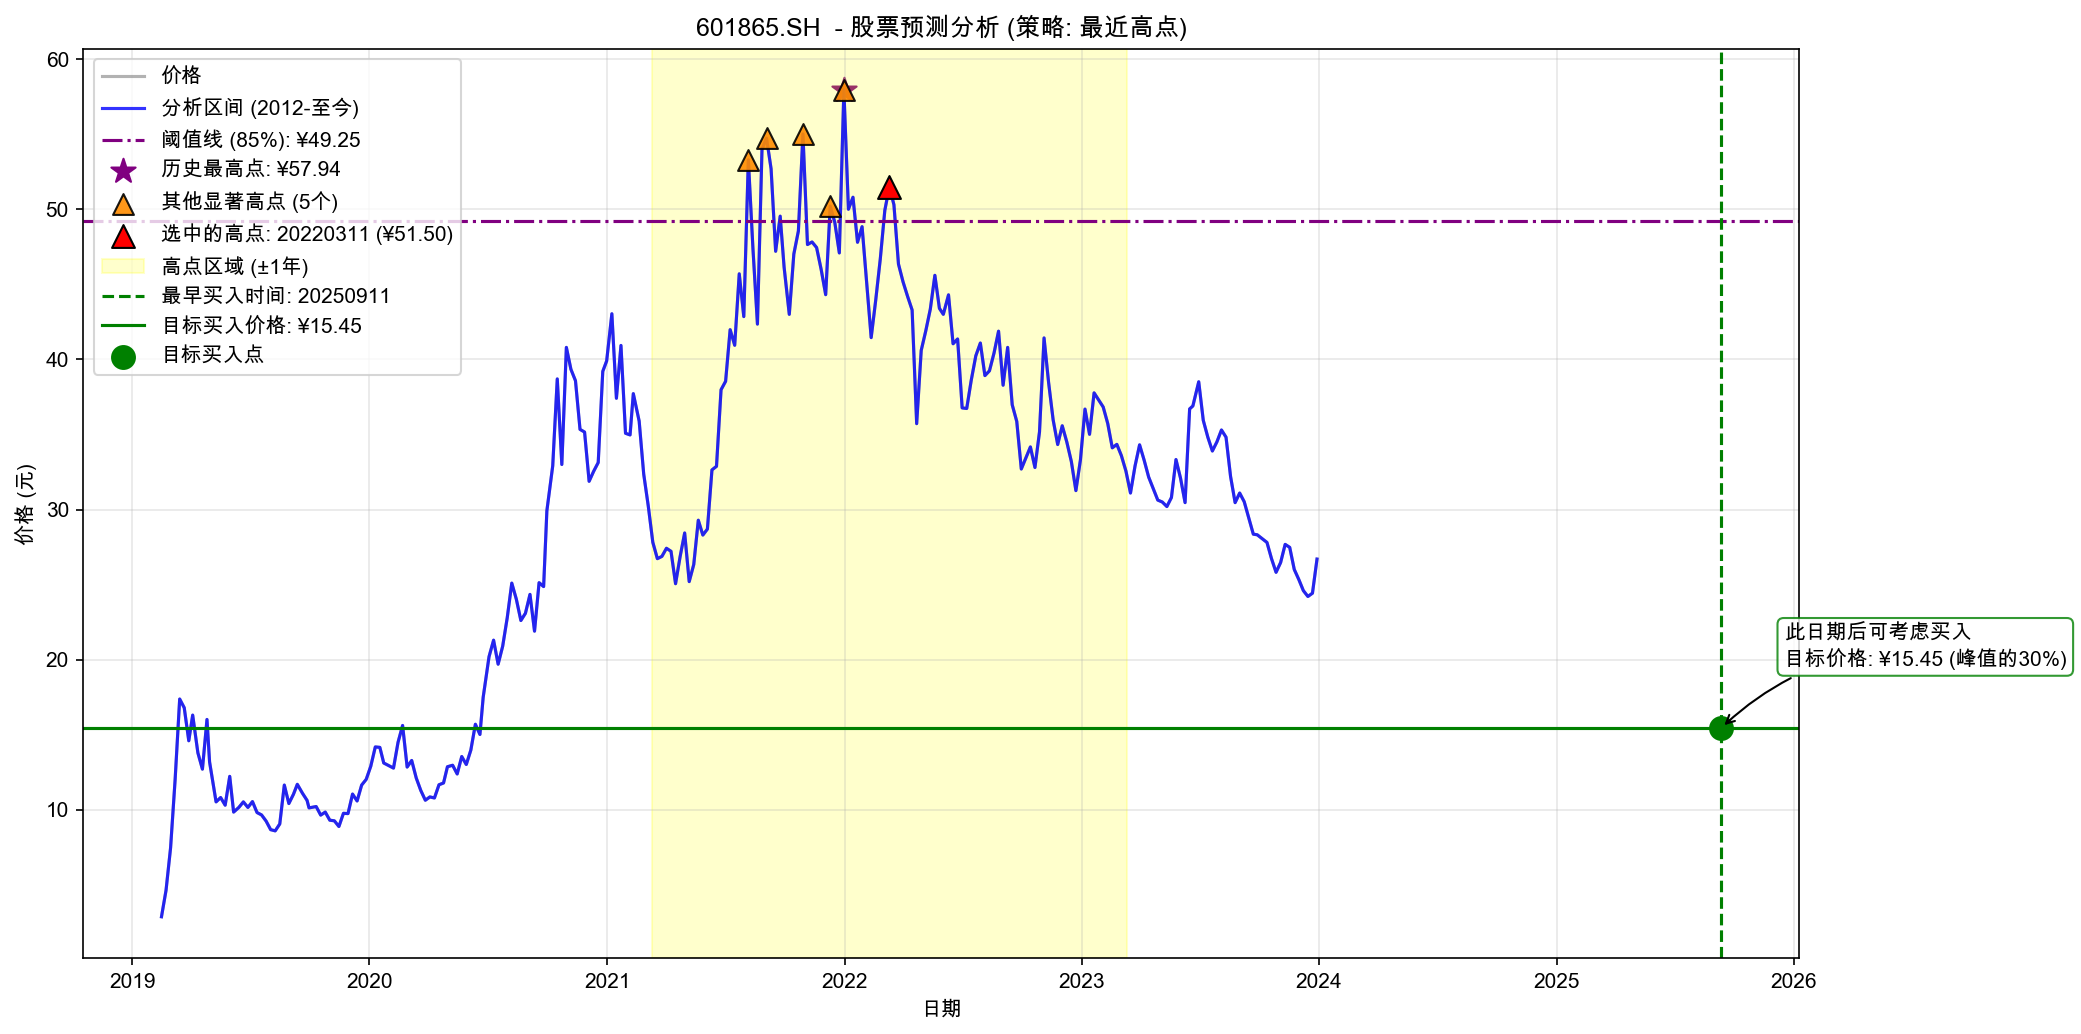 601865.SH - 股票预测分析 (策略: 最近高点)
60
50
40
30
20
10
价格 (元)
价格
分析区间 (2012-至今)
阈值线 (85%): ¥49.25
历史最高点: ¥57.94
其他显著高点 (5个)
选中的高点: 20220311 (¥51.50)
高点区域 (±1年)
最早买入时间: 20250911
目标买入价格: ¥15.45
目标买入点
此日期后可考虑买入
目标价格: ¥15.45 (峰值的30%)
2019
2020
2021
2022
2023
2024
2025
2026
日期